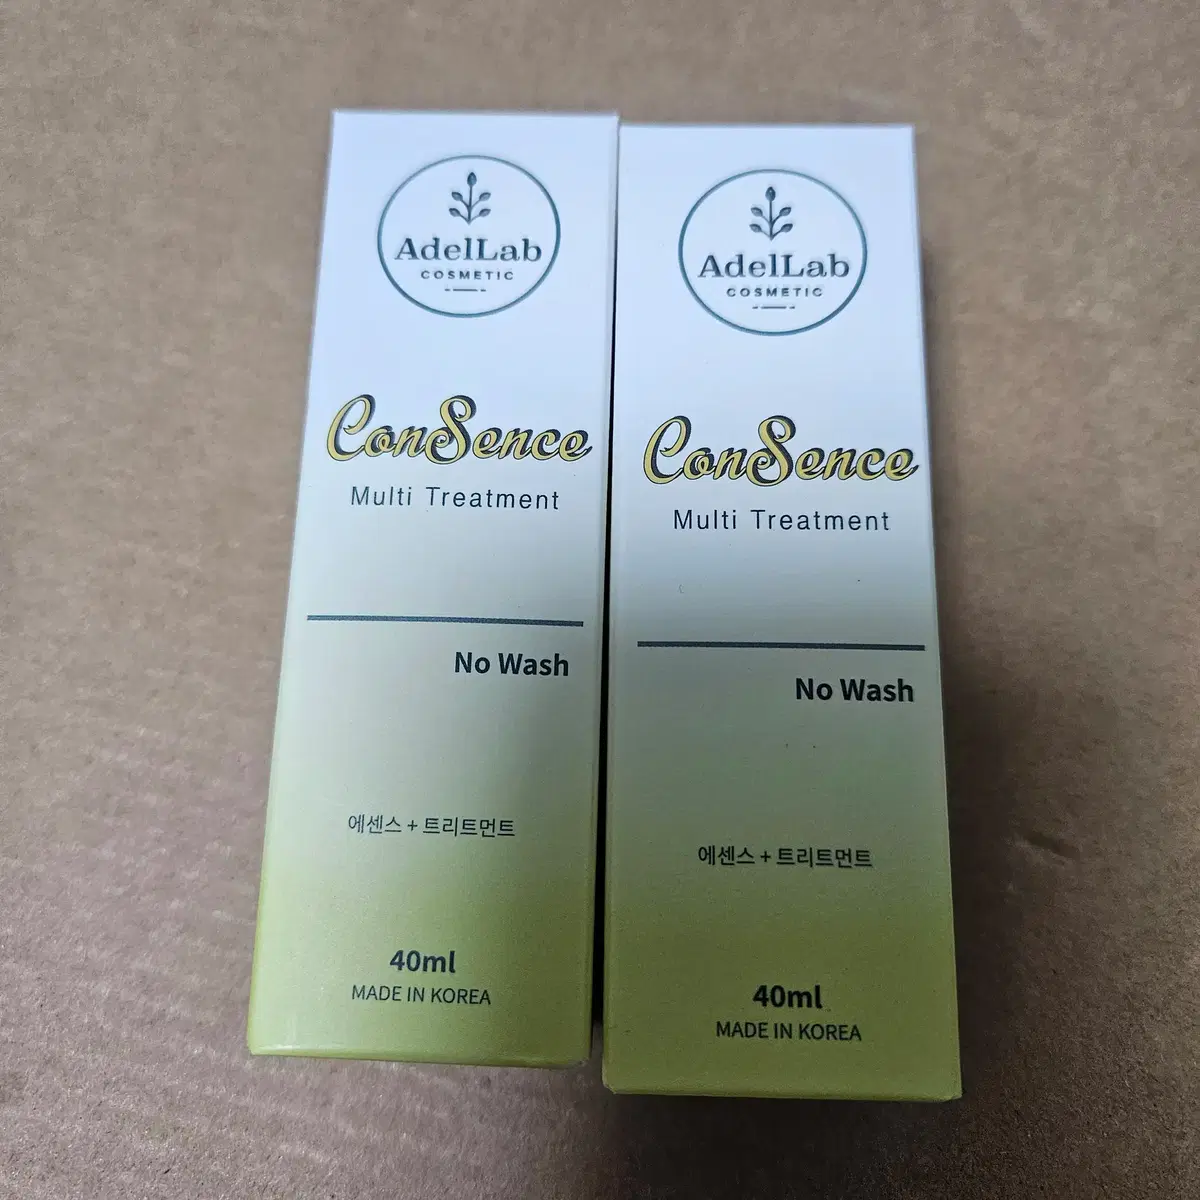 AdelLab
COSMETIC
ConSence
Multi Treatment
No Wash
에센스 + 트리트먼트
40ml
MADE IN KOREA
AdelLab
COSMETIC
ConSence
Multi Treatment
No Wash
에센스 + 트리트먼트
40ml
MADE IN KOREA